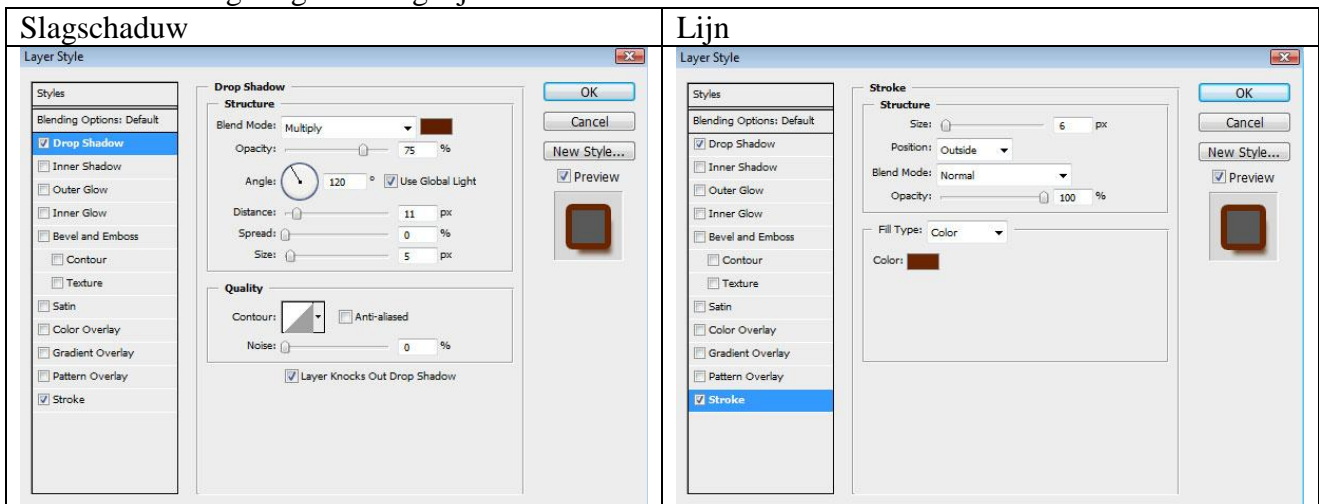 Slagschaduw
Layer Style
Styles
Blending Options: Default
Drop Shadow
Inner Shadow
Outer Glow
Inner Glow
Bevel and Emboss
Contour
Texture
Satin
Color Overlay
Gradient Overlay
Pattern Overlay
Stroke
Drop Shadow
Structure
Blend Mode: Multiply
Opacity: 75 %
Angle: 120 ° Use Global Light
Distance: 11 px
Spread: 0 %
Size: 5 px
Quality
Contour: Anti-aliased
Noise: 0 %
Layer Knocks Out Drop Shadow
OK
Cancel
New Style...
Preview
Lijn
Layer Style
Styles
Blending Options: Default
Drop Shadow
Inner Shadow
Outer Glow
Inner Glow
Bevel and Emboss
Contour
Texture
Satin
Color Overlay
Gradient Overlay
Pattern Overlay
Stroke
Stroke
Structure
Size: 6 px
Position: Outside
Blend Mode: Normal
Opacity: 100 %
Fill Type: Color
Color:
OK
Cancel
New Style...
Preview